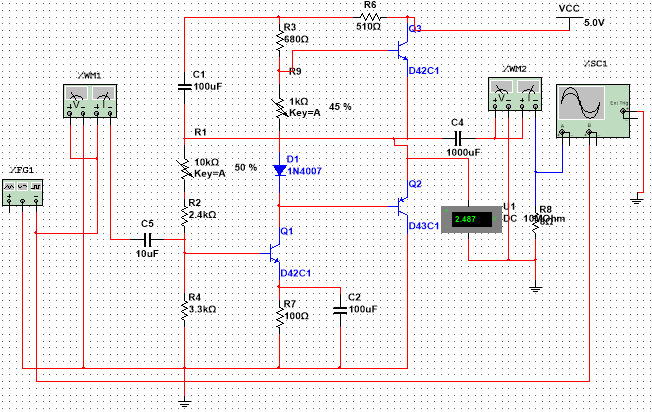 R6
510Ω
VCC
5.0V
R3
680Ω
Q3
D42C1
XWM1
C1
100uF
R9
1kΩ
Key=A
45 %
XWM2
XSC1
Ext Trig
V
I
V
I
A
B
R1
10kΩ
Key=A
50 %
C4
1000uF
D1
1N4007
XFG1
R2
2.4kΩ
Q2
D43C1
2.487
U1
DC 10MOhm
R8
8Ω
C5
10uF
Q1
D42C1
R4
3.3kΩ
R7
100Ω
C2
100uF